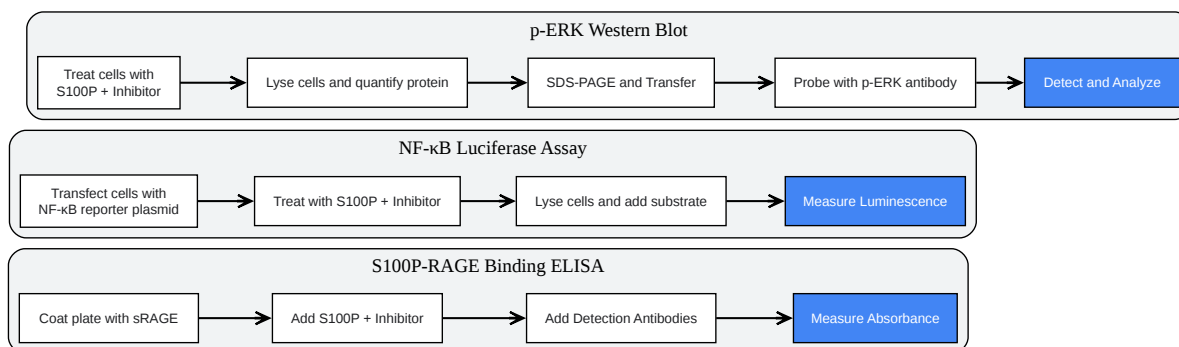 p-ERK Western Blot
Treat cells with
S100P + Inhibitor
Lyse cells and quantify protein
SDS-PAGE and Transfer
Probe with p-ERK antibody
Detect and Analyze
NF-κB Luciferase Assay
Transfect cells with
NF-κB reporter plasmid
Treat with S100P + Inhibitor
Lyse cells and add substrate
Measure Luminescence
S100P-RAGE Binding ELISA
Coat plate with sRAGE
Add S100P + Inhibitor
Add Detection Antibodies
Measure Absorbance